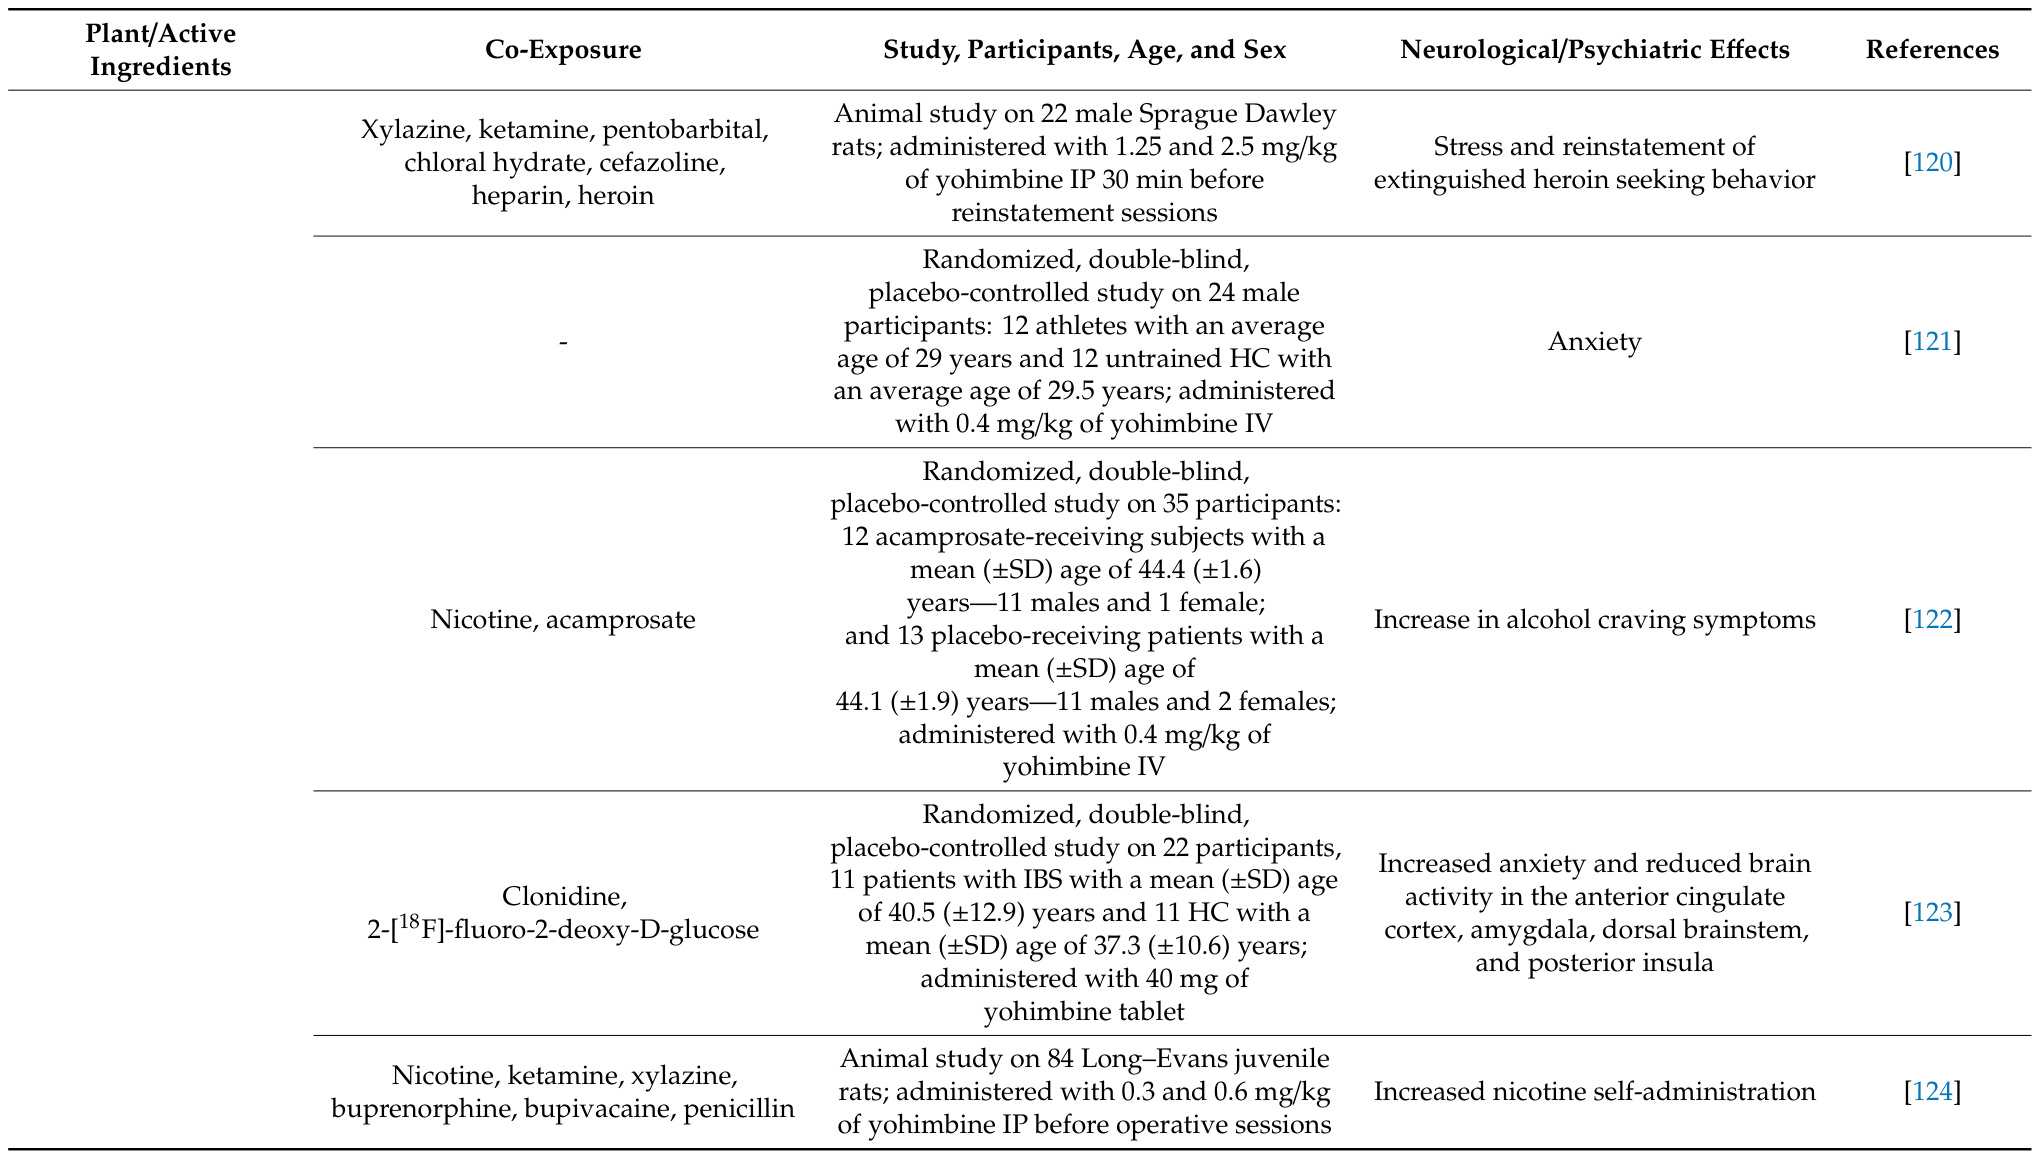 Plant/Active
Ingredients
Co-Exposure
Study, Participants, Age, and Sex
Neurological/Psychiatric Effects
References
Xylazine, ketamine, pentobarbital,
chloral hydrate, cefazoline,
heparin, heroin
Animal study on 22 male Sprague Dawley
rats; administered with 1.25 and 2.5 mg/kg
of yohimbine IP 30 min before
reinstatement sessions
Stress and reinstatement of
extinguished heroin seeking behavior
[120]
-
Randomized, double-blind,
placebo-controlled study on 24 male
participants: 12 athletes with an average
age of 29 years and 12 untrained HC with
an average age of 29.5 years; administered
with 0.4 mg/kg of yohimbine IV
Anxiety
[121]
Nicotine, acamprosate
Randomized, double-blind,
placebo-controlled study on 35 participants:
12 acamprosate-receiving subjects with a
mean (±SD) age of 44.4 (±1.6)
years—11 males and 1 female;
and 13 placebo-receiving patients with a
mean (±SD) age of
44.1 (±1.9) years—11 males and 2 females;
administered with 0.4 mg/kg of
yohimbine IV
Increase in alcohol craving symptoms
[122]
Clonidine,
2-[18F]-fluoro-2-deoxy-D-glucose
Randomized, double-blind,
placebo-controlled study on 22 participants,
11 patients with IBS with a mean (±SD) age
of 40.5 (±12.9) years and 11 HC with a
mean (±SD) age of 37.3 (±10.6) years;
administered with 40 mg of
yohimbine tablet
Increased anxiety and reduced brain
activity in the anterior cingulate
cortex, amygdala, dorsal brainstem,
and posterior insula
[123]
Nicotine, ketamine, xylazine,
buprenorphine, bupivacaine, penicillin
Animal study on 84 Long–Evans juvenile
rats; administered with 0.3 and 0.6 mg/kg
of yohimbine IP before operative sessions
Increased nicotine self-administration
[124]